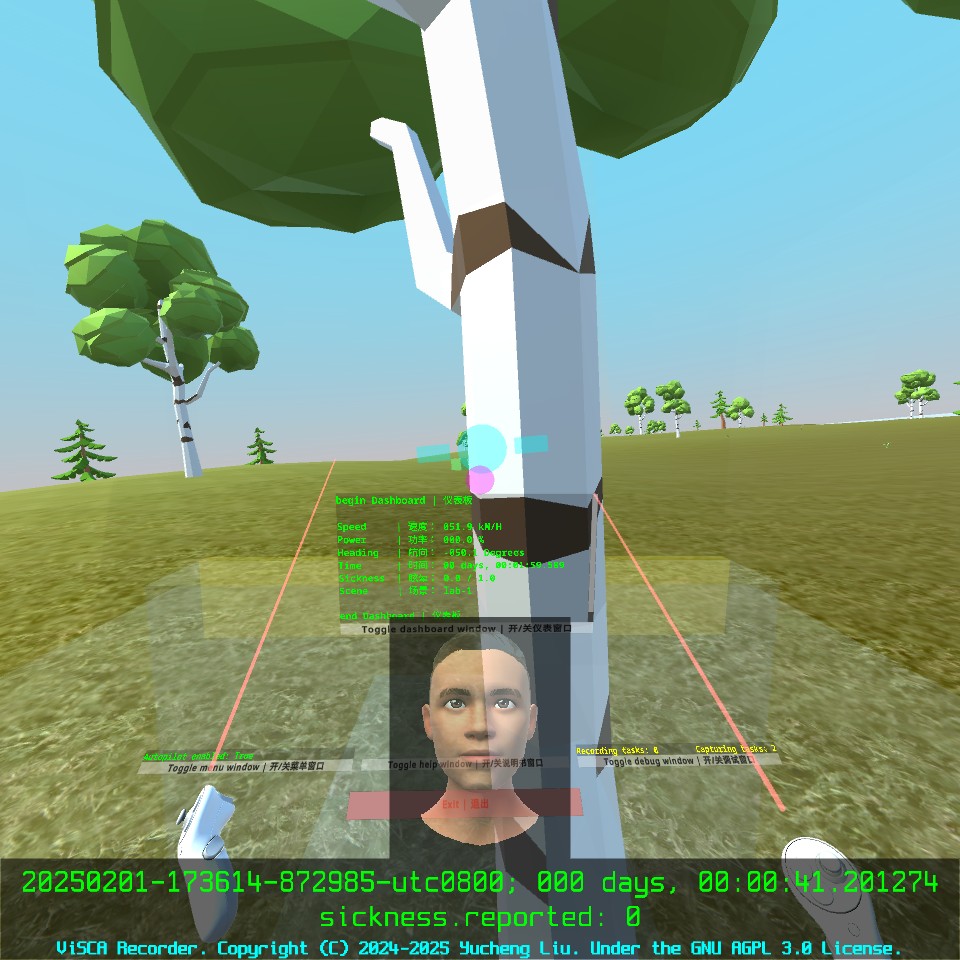 begin Dashboard | 仪表板
Speed | 速度: 051.9 kM/H
Power | 功率: 000.0 %
Heading | 航向: -050. Degrees
Time | 时间: 00 days, 00:01:59.589
Sickness | 眩晕: 0.0 / 1.0
Scene | 场景: lab-1
end Dashboard | 仪表板
Toggle dashboard window | 开/关仪表窗口
Autopilot enabled: True
Toggle menu window | 开/关菜单窗口
Toggle help window | 开/关说明书窗口
Recording tasks: 0 Capturing tasks: 2
Toggle debug window | 开/关调试窗口
Exit | 退出
20250201-173614-872985-utc0800; 000 days, 00:00:41.201274
sickness.reported: 0
ViSCA Recorder. Copyright (C) 2024-2025 Yucheng Liu. Under the GNU AGPL 3.0 License.